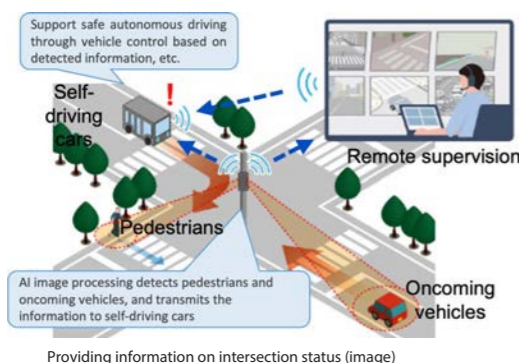 Support safe autonomous driving
through vehicle control based on
detected information, etc.
Self-
driving
cars
!
Remote supervision
Pedestrians
AI image processing detects pedestrians and
oncoming vehicles, and transmits the
information to self-driving cars
Oncoming
vehicles
Providing information on intersection status (image)